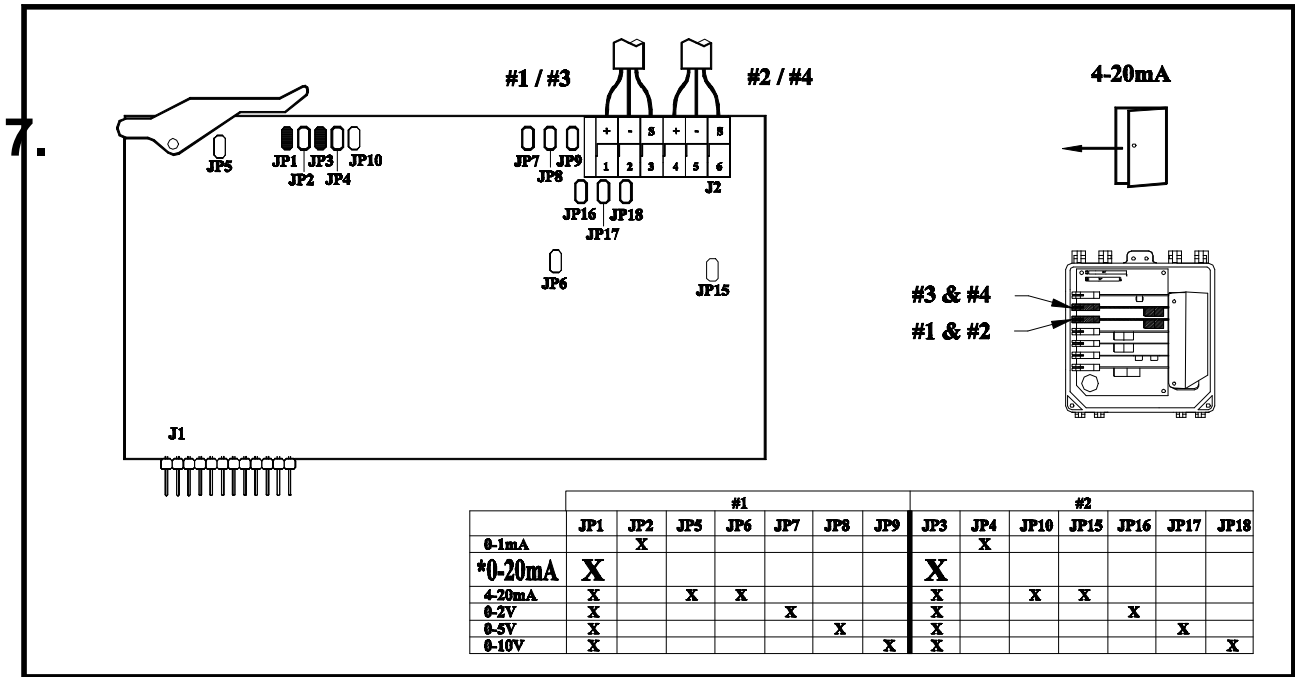 7.
#1 / #3
#2 / #4
4-20mA
+ - S + - S
1 2 3 4 5 6
J2
JP5
JP1 JP3 JP10
JP2 JP4
JP7 JP9
JP8
JP16 JP18
JP17
JP6
JP15
#3 & #4
#1 & #2
J1
#1 #2
JP1 JP2 JP5 JP6 JP7 JP8 JP9 JP3 JP4 JP10 JP15 JP16 JP17 JP18
0-1mA X X
*0-20mA X X
4-20mA X X X X X X
0-2V X X X X
0-5V X X X X
0-10V X X X X